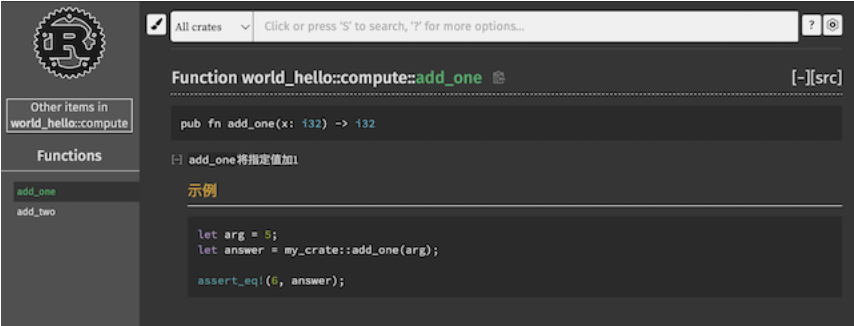 All crates
Click or press 'S' to search, '?' for more options...
?
Other items in
world_hello::compute
Functions
add_one
add_two
Function world_hello::compute::add_one
[−][src]
pub fn add_one(x: i32) -> i32
[−] add_one将指定值加1
示例
let arg = 5;
let answer = my_crate::add_one(arg);
assert_eq!(6, answer);